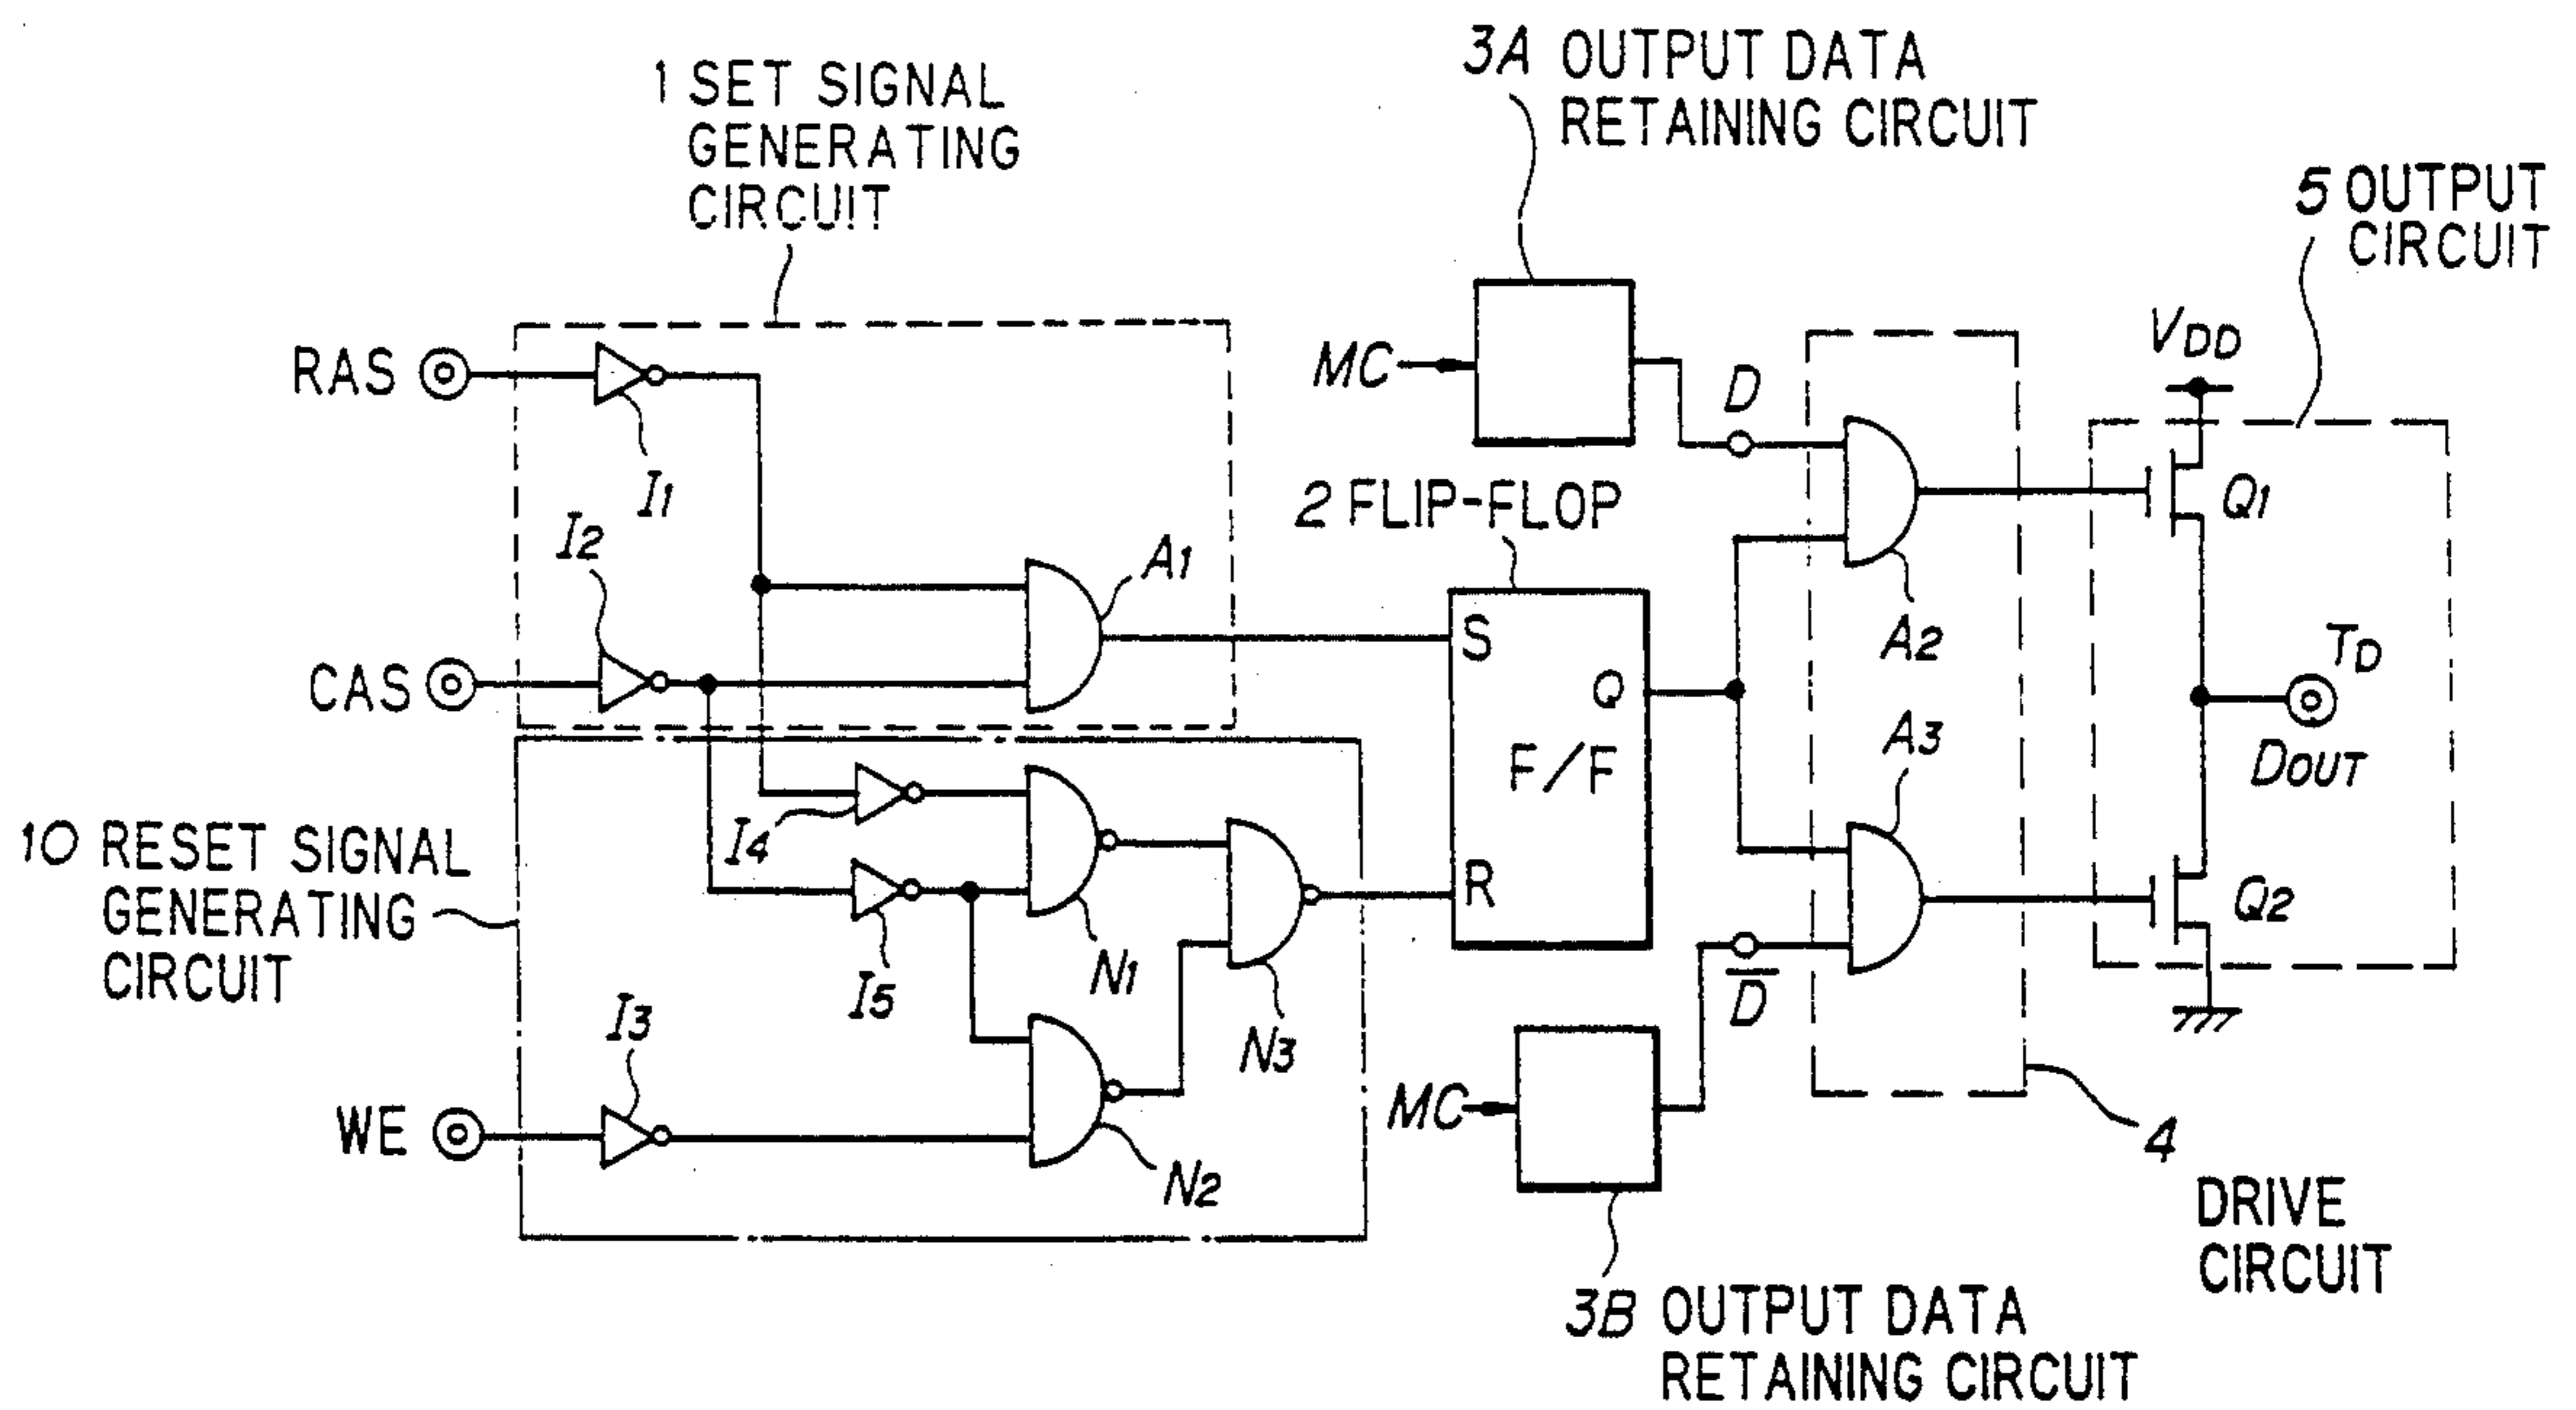 3A OUTPUT DATA
RETAINING CIRCUIT
1 SET SIGNAL
GENERATING
CIRCUIT
5 OUTPUT
CIRCUIT
VDD
RAS
MC
D
I1
2 FLIP-FLOP
Q1
I2
A1
A2
S
TD
CAS
Q
A3
F/F
DOUT
10 RESET SIGNAL
GENERATING
CIRCUIT
I4
R
Q2
N1
I5
D̅
I3
N3
MC
WE
4
N2
DRIVE
CIRCUIT
3B OUTPUT DATA
RETAINING CIRCUIT